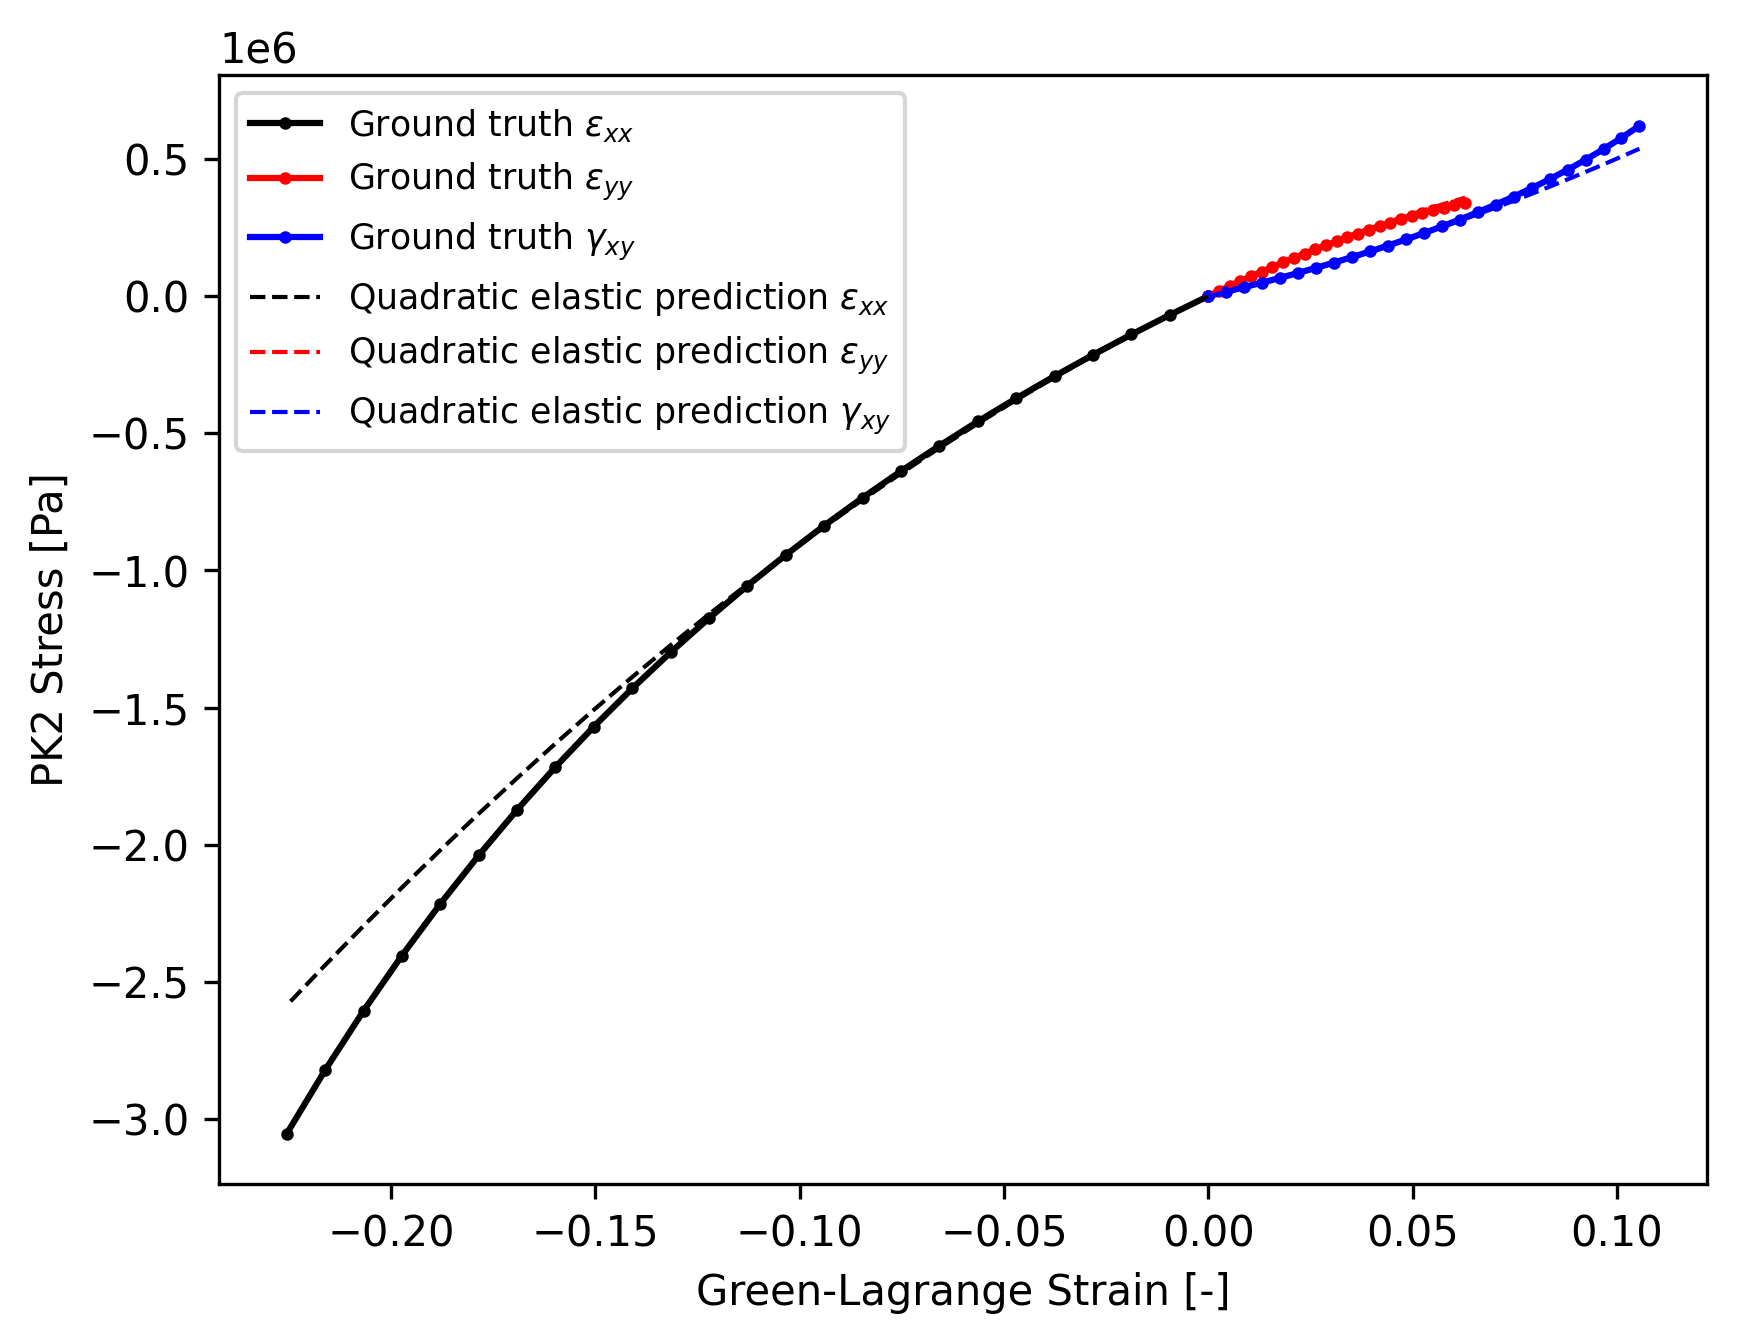 1e6
Ground truth εxx
Ground truth εyy
Ground truth γxy
Quadratic elastic prediction εxx
Quadratic elastic prediction εyy
Quadratic elastic prediction γxy
0.5
0.0
−0.5
−1.0
−1.5
−2.0
−2.5
−3.0
PK2 Stress [Pa]
−0.20 −0.15 −0.10 −0.05 0.00 0.05 0.10
Green-Lagrange Strain [-]